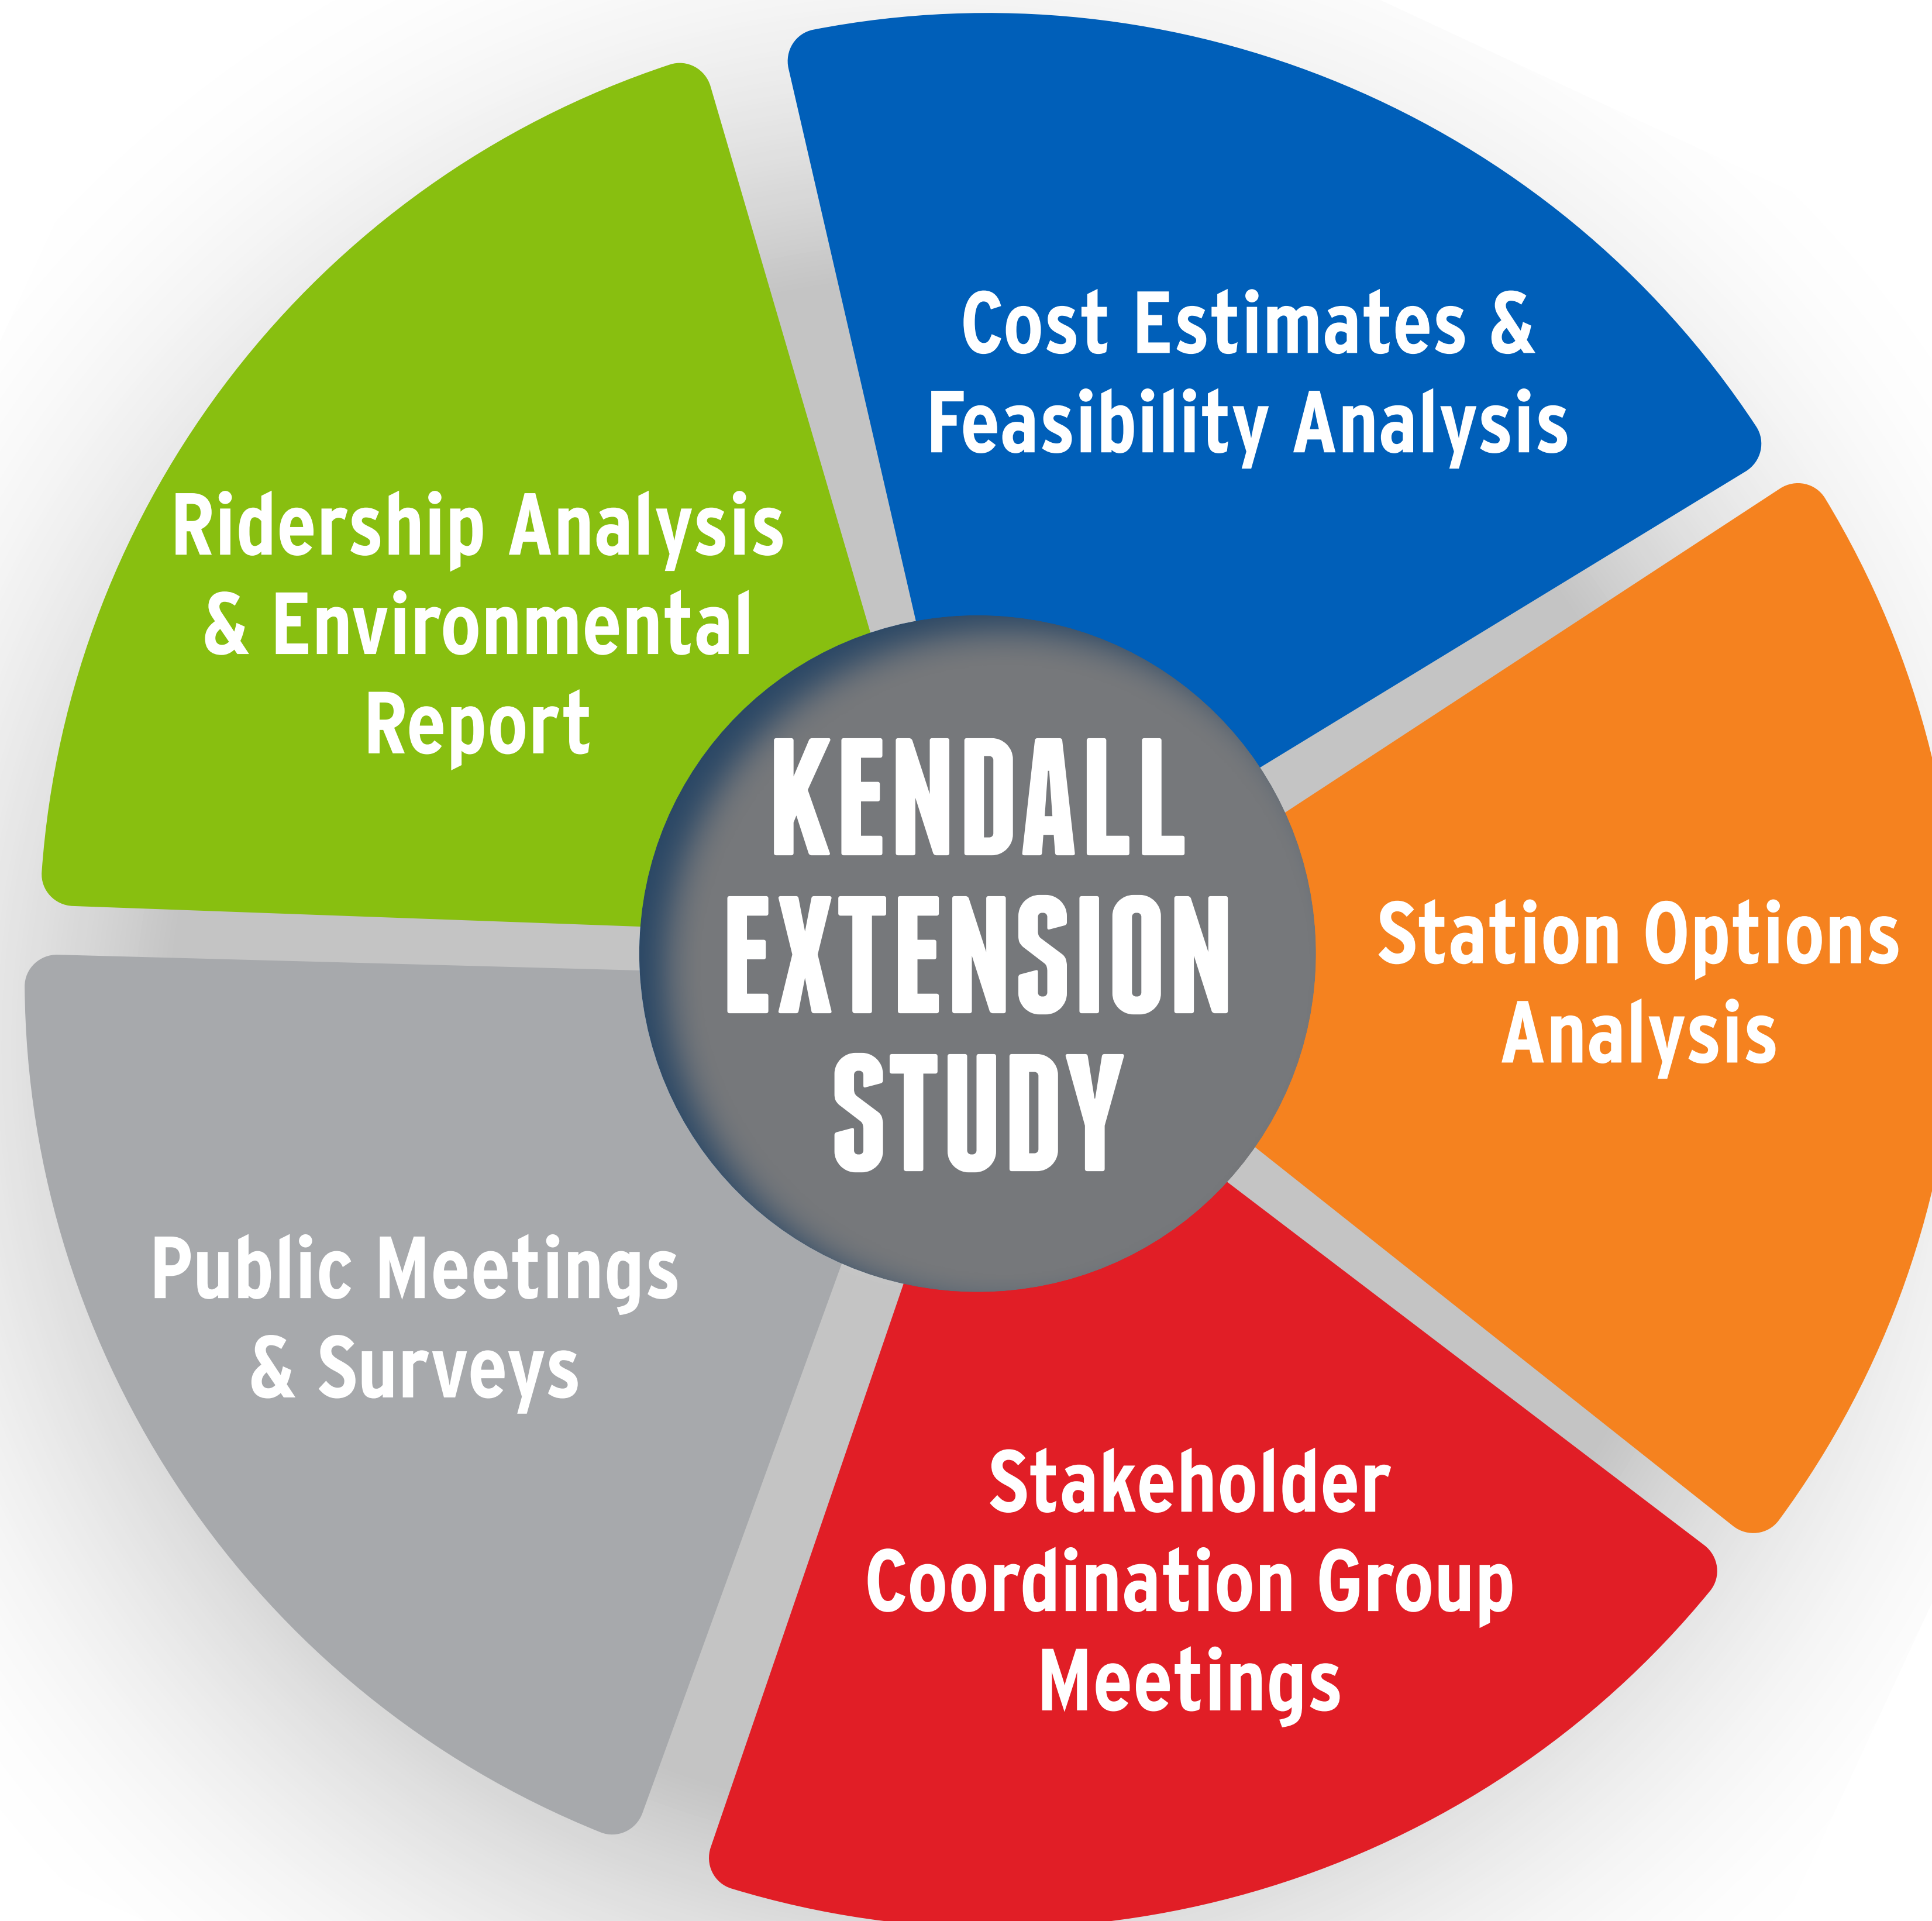 Cost Estimates &
Feasibility Analysis
Ridership Analysis
& Environmental
Report
KENDALL
EXTENSION
STUDY
Station Options
Analysis
Public Meetings
& Surveys
Stakeholder
Coordination Group
Meetings